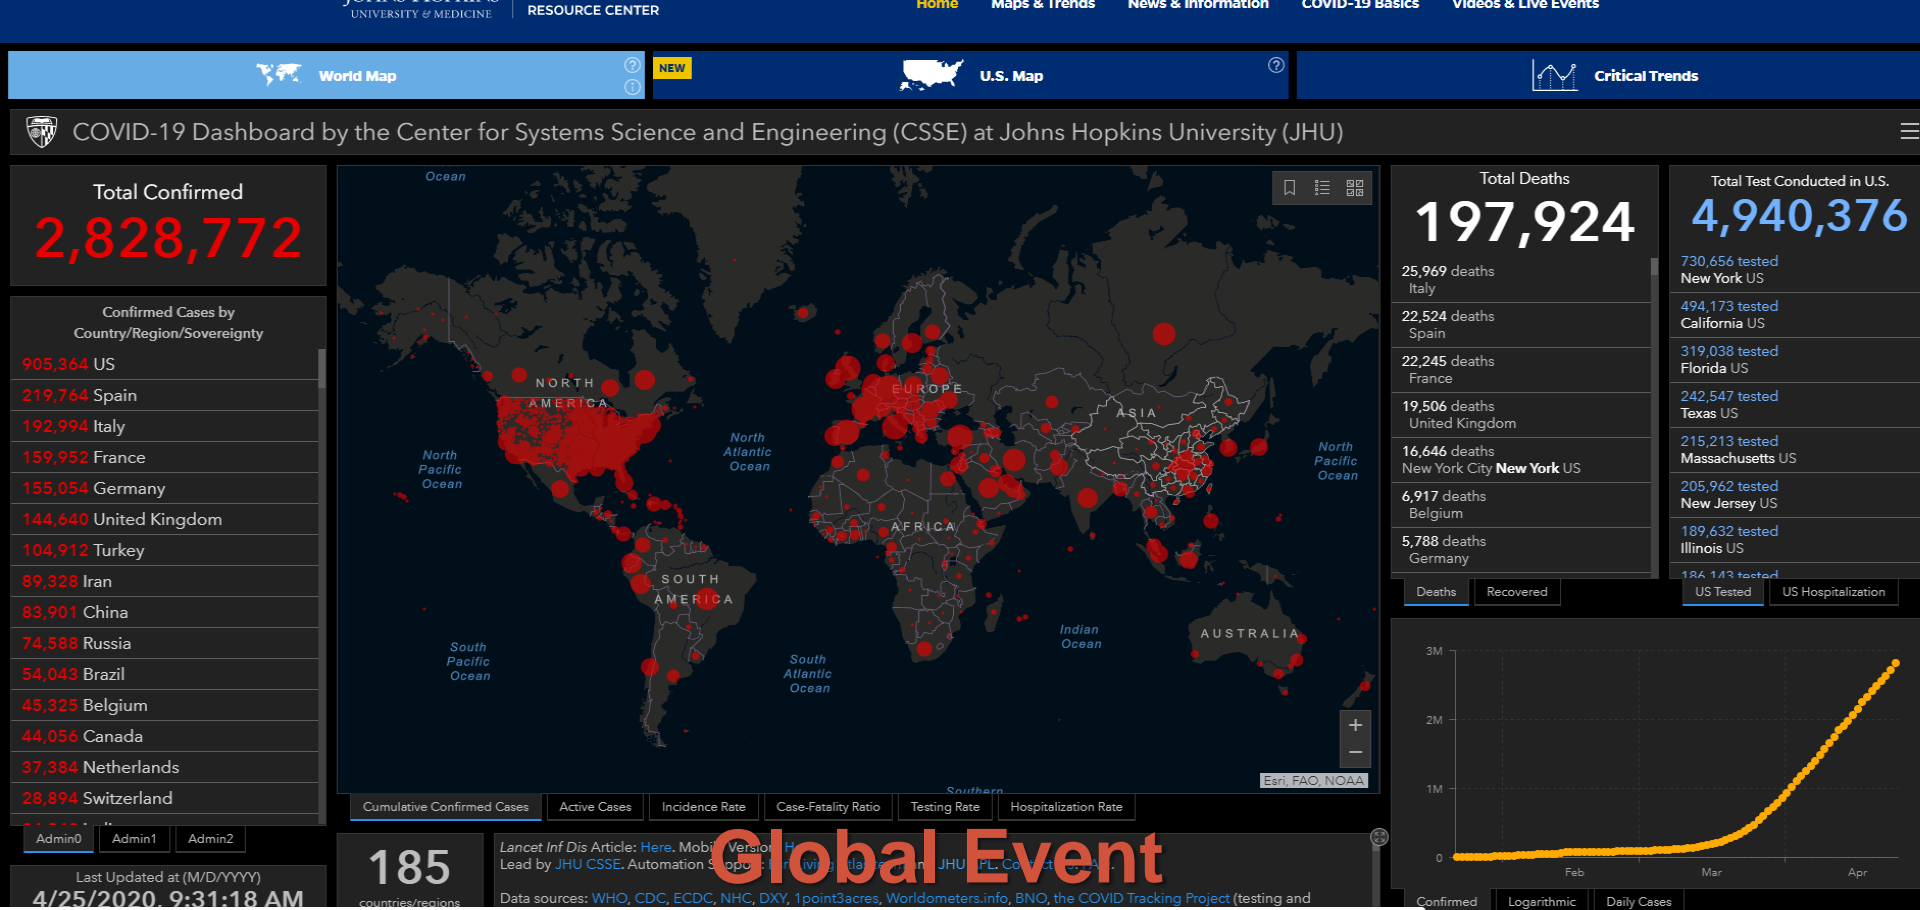 JOHNS HOPKINS
UNIVERSITY & MEDICINE
RESOURCE CENTER
Home
Maps & Trends
News & Information
COVID-19 Basics
Videos & Live Events
World Map
NEW
U.S. Map
Critical Trends
COVID-19 Dashboard by the Center for Systems Science and Engineering (CSSE) at Johns Hopkins University (JHU)
Total Confirmed
2,828,772
Confirmed Cases by
Country/Region/Sovereignty
905,364 US
219,764 Spain
192,994 Italy
159,952 France
155,054 Germany
144,640 United Kingdom
104,912 Turkey
89,328 Iran
83,901 China
74,588 Russia
54,043 Brazil
45,325 Belgium
44,056 Canada
37,384 Netherlands
28,894 Switzerland
Admin0
Admin1
Admin2
Last Updated at (M/D/YYYY)
4/25/2020, 9:31:18 AM
Ocean
NORTH
AMERICA
EUROPE
ASIA
North
Pacific
Ocean
North
Atlantic
Ocean
North
Pacific
Ocean
AFRICA
SOUTH
AMERICA
South
Pacific
Ocean
South
Atlantic
Ocean
Indian
Ocean
AUSTRALIA
Southern
Esri, FAO, NOAA
Cumulative Confirmed Cases
Active Cases
Incidence Rate
Case-Fatality Ratio
Testing Rate
Hospitalization Rate
185
countries/regions
Lancet Inf Dis Article: Here. Mobile Version:
Lead by JHU CSSE. Automation Support:
Data sources: WHO, CDC, ECDC, NHC, DXY, 1point3acres, Worldometers.info, BNO, the COVID Tracking Project (testing and
Global Event
Total Deaths
197,924
25,969 deaths
Italy
22,524 deaths
Spain
22,245 deaths
France
19,506 deaths
United Kingdom
16,646 deaths
New York City New York US
6,917 deaths
Belgium
5,788 deaths
Germany
Deaths
Recovered
Total Test Conducted in U.S.
4,940,376
730,656 tested
New York US
494,173 tested
California US
319,038 tested
Florida US
242,547 tested
Texas US
215,213 tested
Massachusetts US
205,962 tested
New Jersey US
189,632 tested
Illinois US
186,143 tested
US Tested
US Hospitalization
3M
2M
1M
0
Feb
Mar
Apr
Confirmed
Logarithmic
Daily Cases